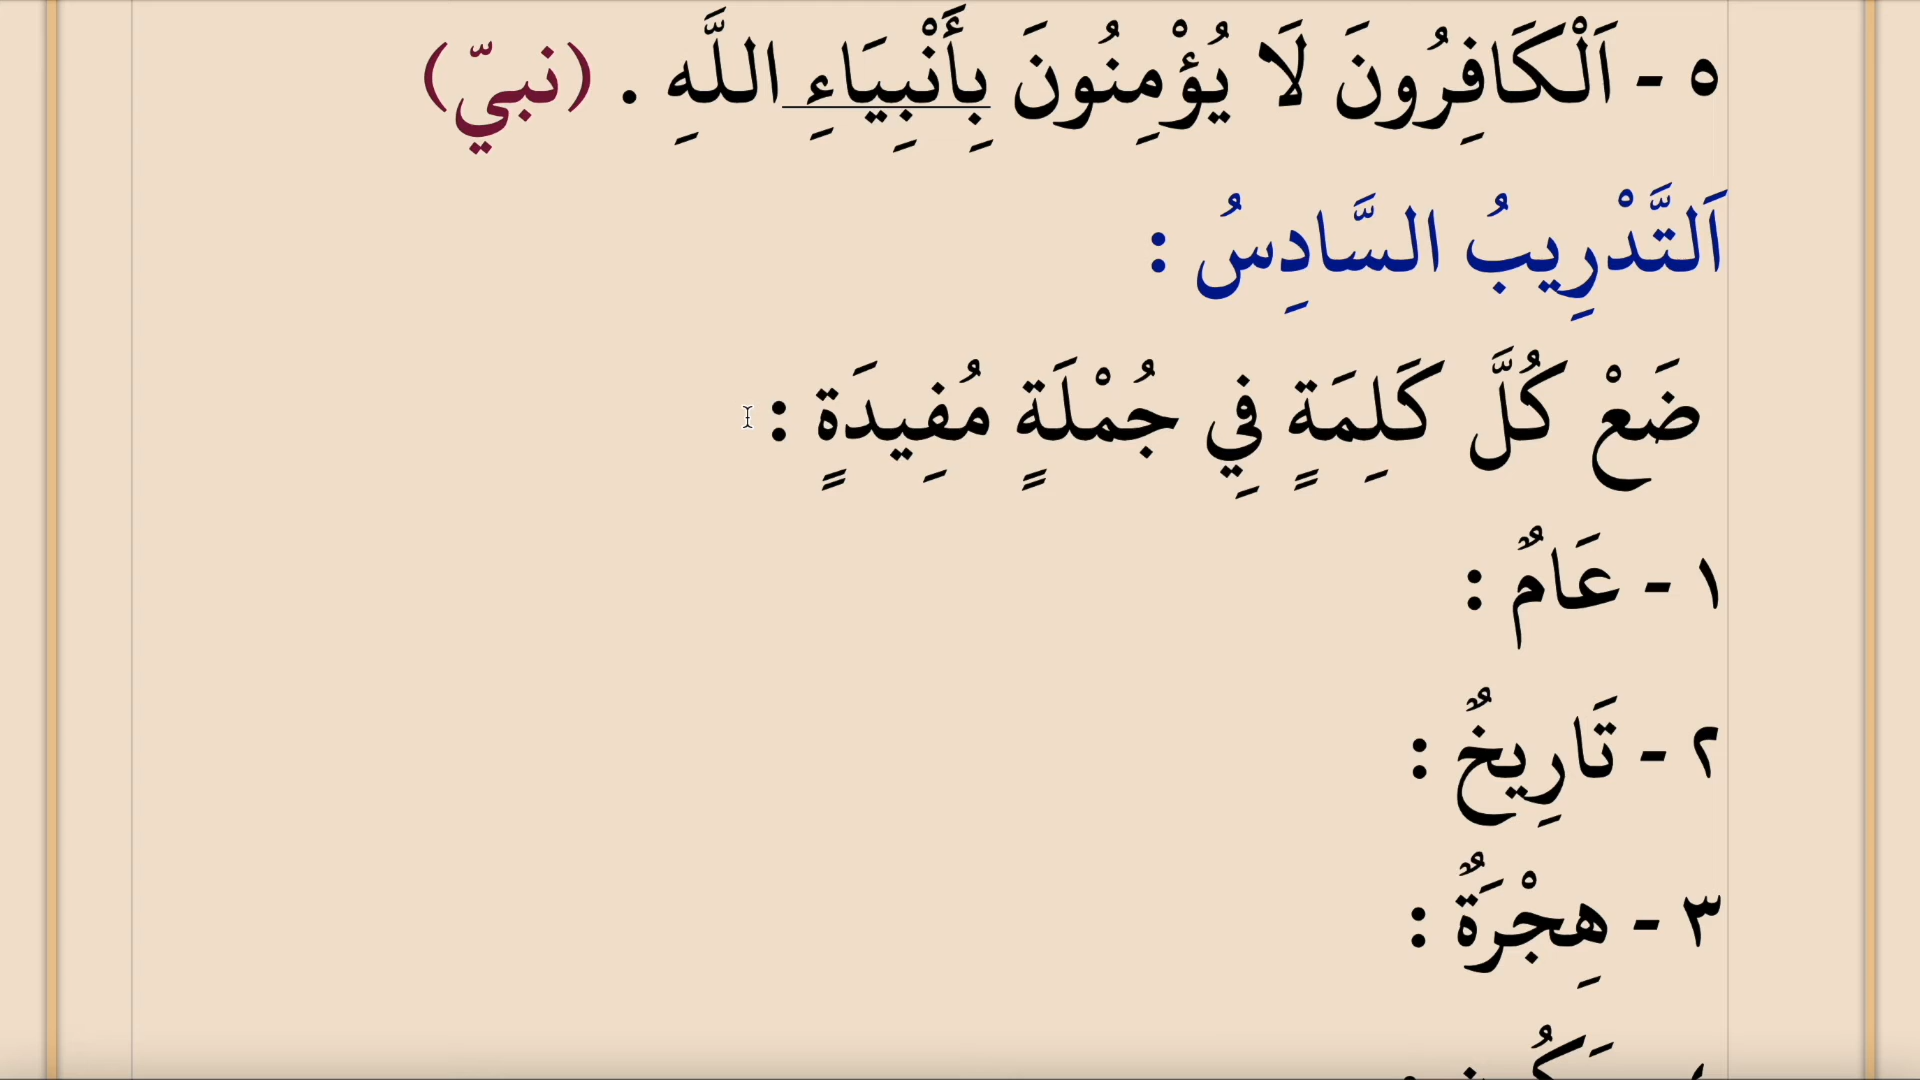 ٥ - اَلْكَافِرُونَ لَا يُؤْمِنُونَ بِأَنْبِيَاءِ اللَّهِ . (نبيّ)
اَلتَّدْرِيبُ السَّادِسُ :
ضَعْ كُلَّ كَلِمَةٍ فِي جُمْلَةٍ مُفِيدَةٍ :
١ - عَامٌ :
٢ - تَارِيخٌ :
٣ - هِجْرَةٌ :